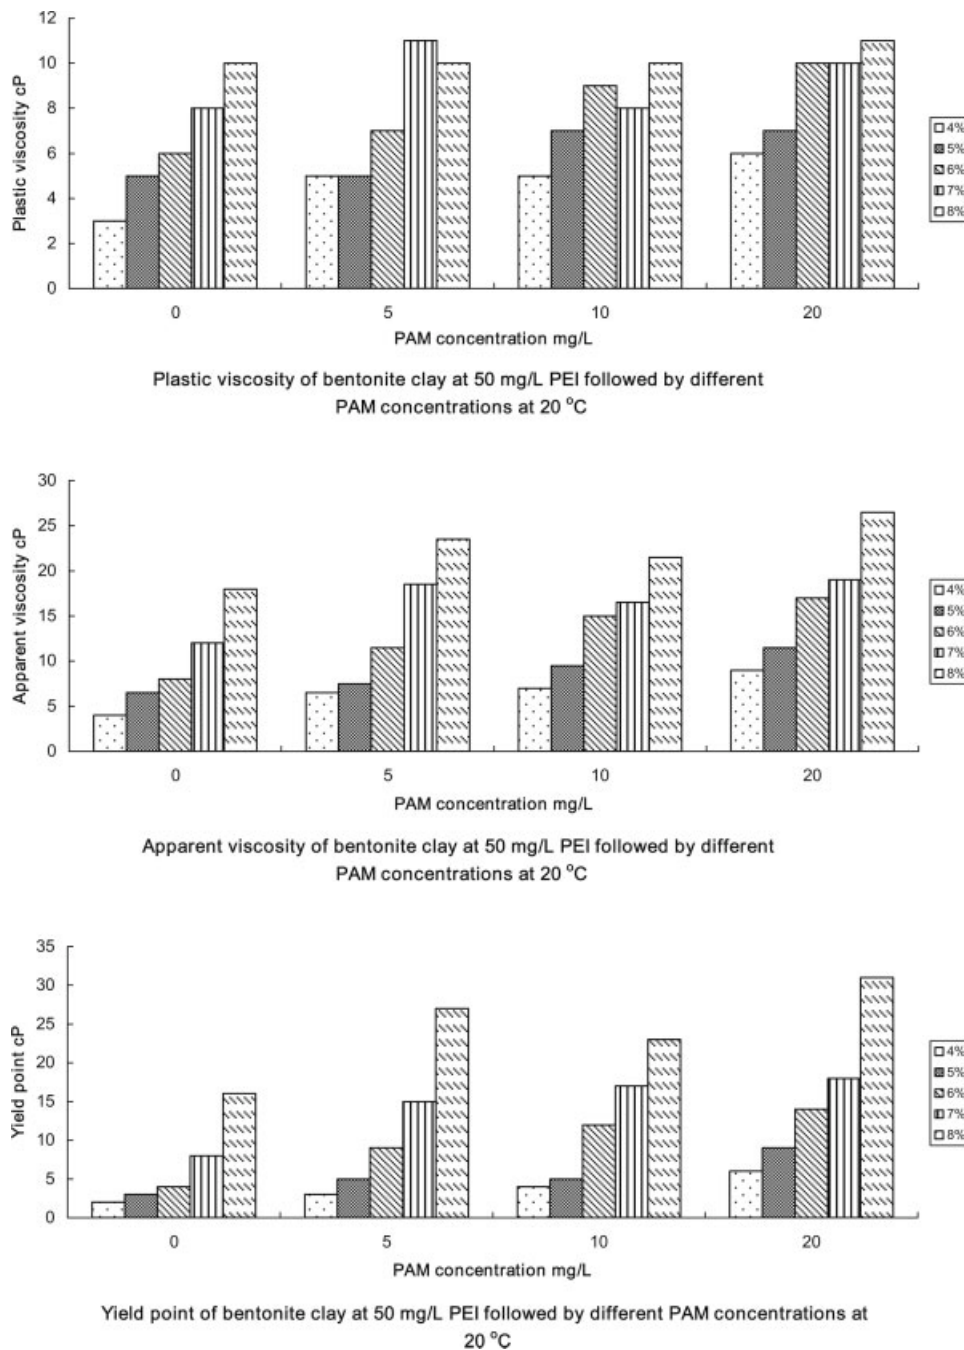 12
10
8
6
4
2
0
Plastic viscosity cP
0 5 10 20
PAM concentration mg/L
4%
5%
6%
7%
8%
Plastic viscosity of bentonite clay at 50 mg/L PEI followed by different
PAM concentrations at 20 °C
30
25
20
15
10
5
0
Apparent viscosity cP
0 5 10 20
PAM concentration mg/L
4%
5%
6%
7%
8%
Apparent viscosity of bentonite clay at 50 mg/L PEI followed by different
PAM concentrations at 20 °C
35
30
25
20
15
10
5
0
Yield point cP
0 5 10 20
PAM concentration mg/L
4%
5%
6%
7%
8%
Yield point of bentonite clay at 50 mg/L PEI followed by different PAM concentrations at
20 °C